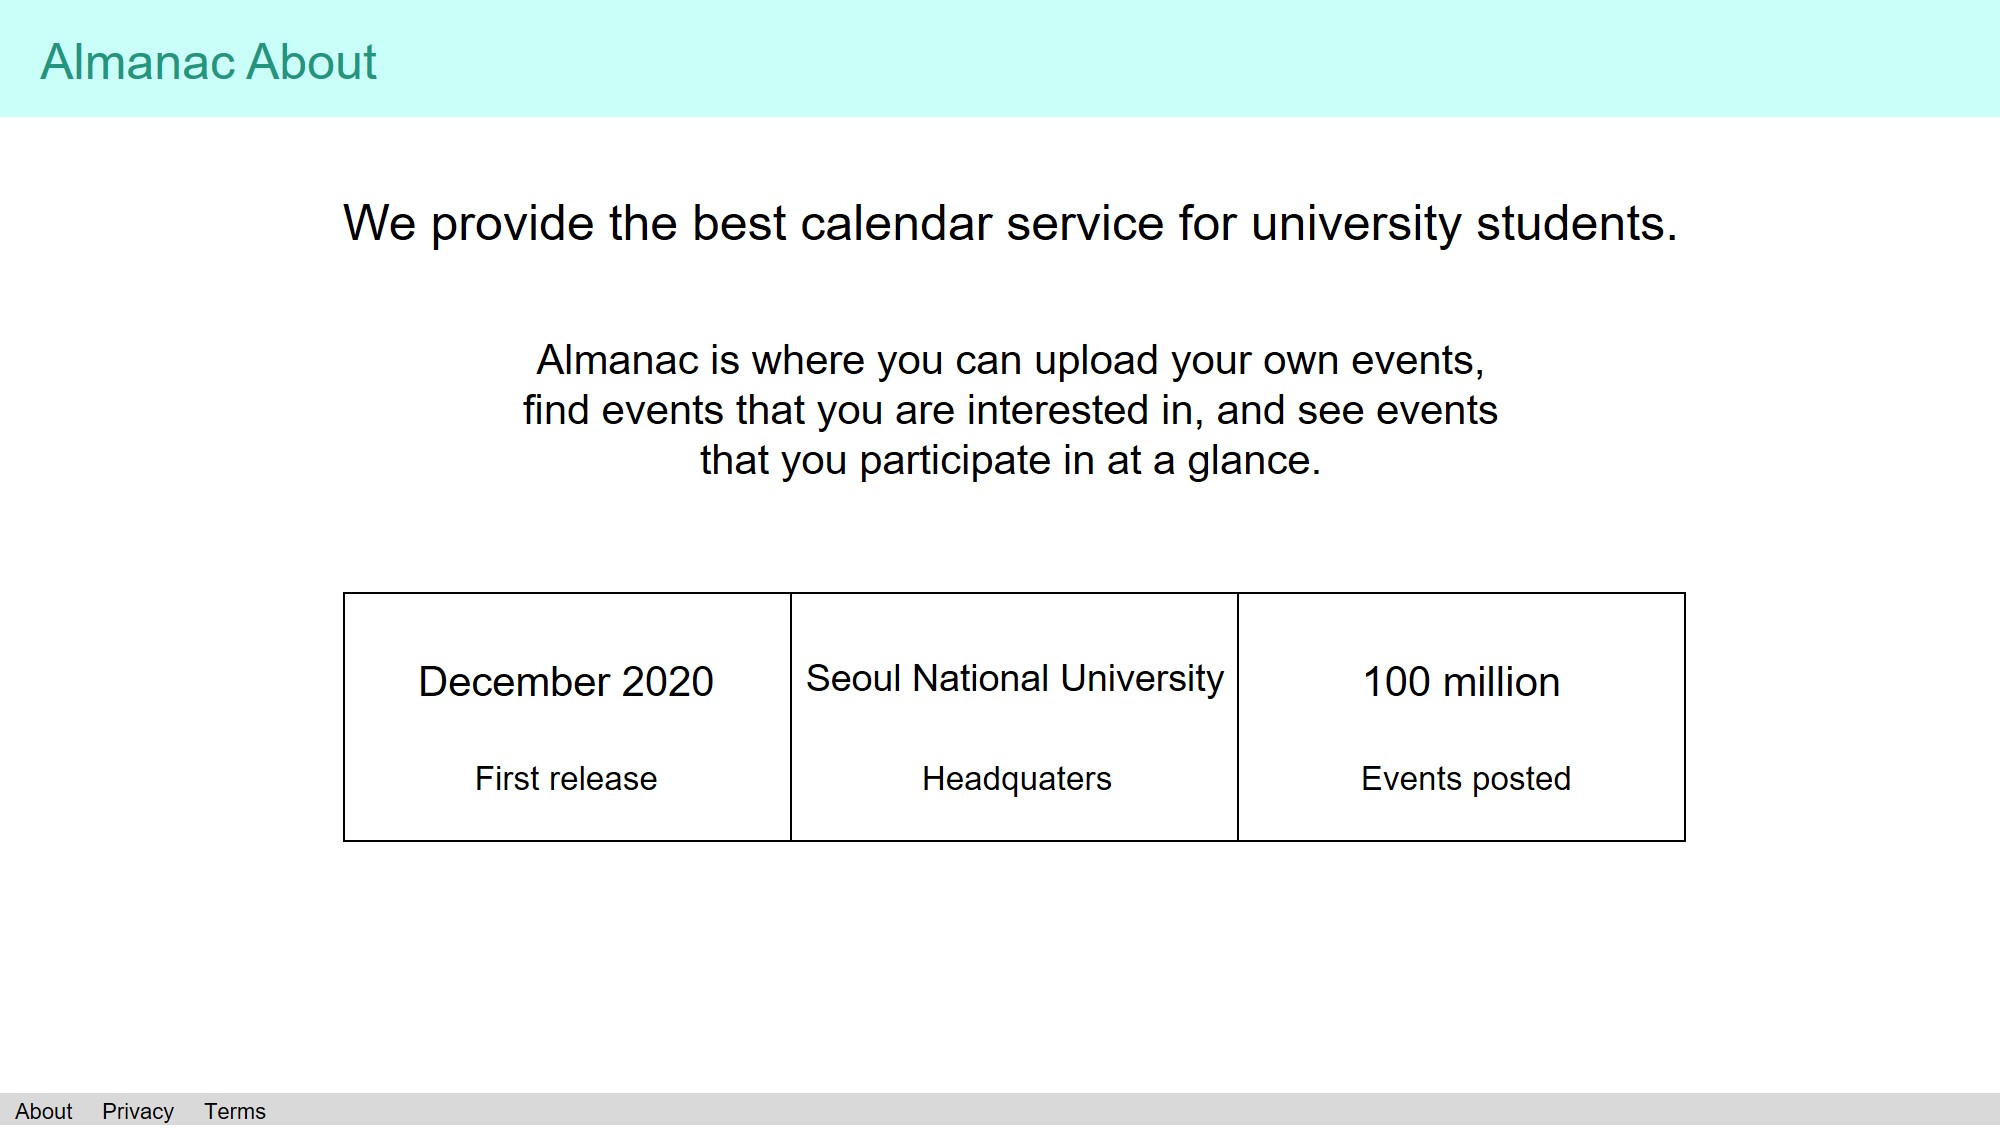 Almanac About
We provide the best calendar service for university students.
Almanac is where you can upload your own events,
find events that you are interested in, and see events
that you participate in at a glance.
December 2020
First release
Seoul National University
Headquaters
100 million
Events posted
About Privacy Terms